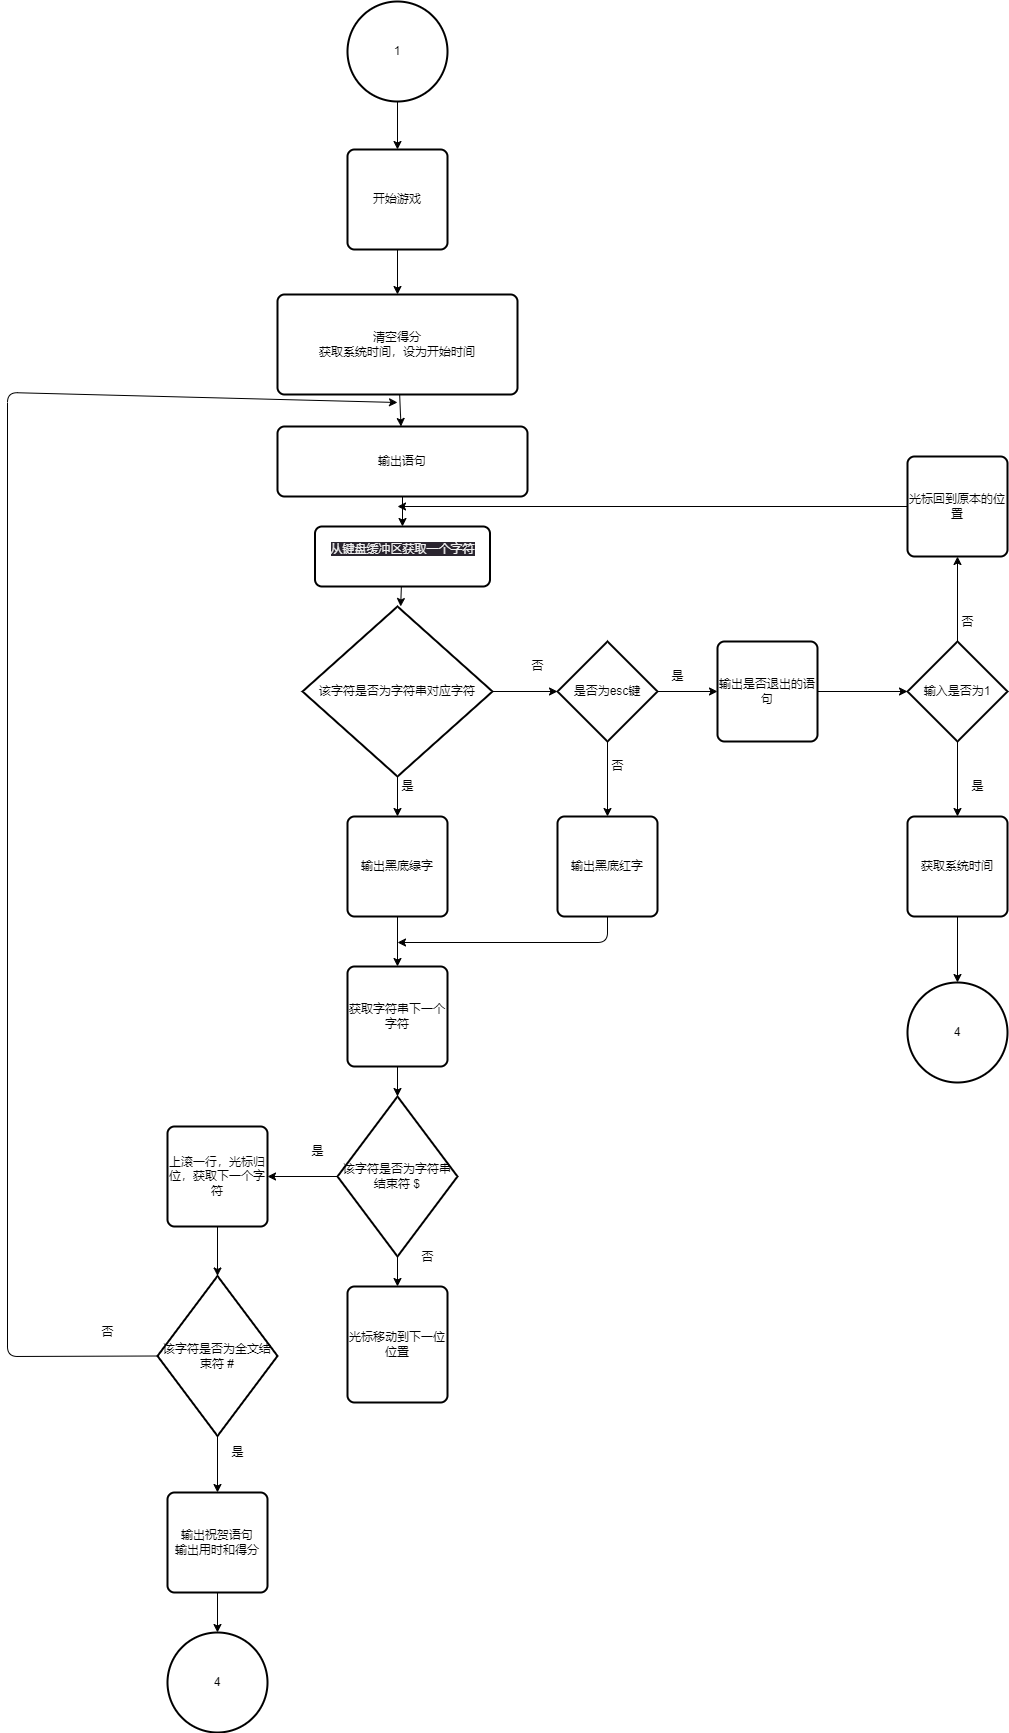 1
开始游戏
清空得分
获取系统时间，设为开始时间
输出语句
光标回到原本的位
置
从键盘缓冲区获取一个字符
否
否
是
该字符是否为字符串对应字符
是否为esc键
输出是否退出的语
句
输入是否为1
否
是
是
输出黑底绿字
输出黑底红字
获取系统时间
获取字符串下一个
字符
4
是
上滚一行，光标归
位，获取下一个字
符
该字符是否为字符串
结束符 $
否
否
光标移动到下一位
位置
该字符是否为全文结
束符 #
是
输出祝贺语句
输出用时和得分
4